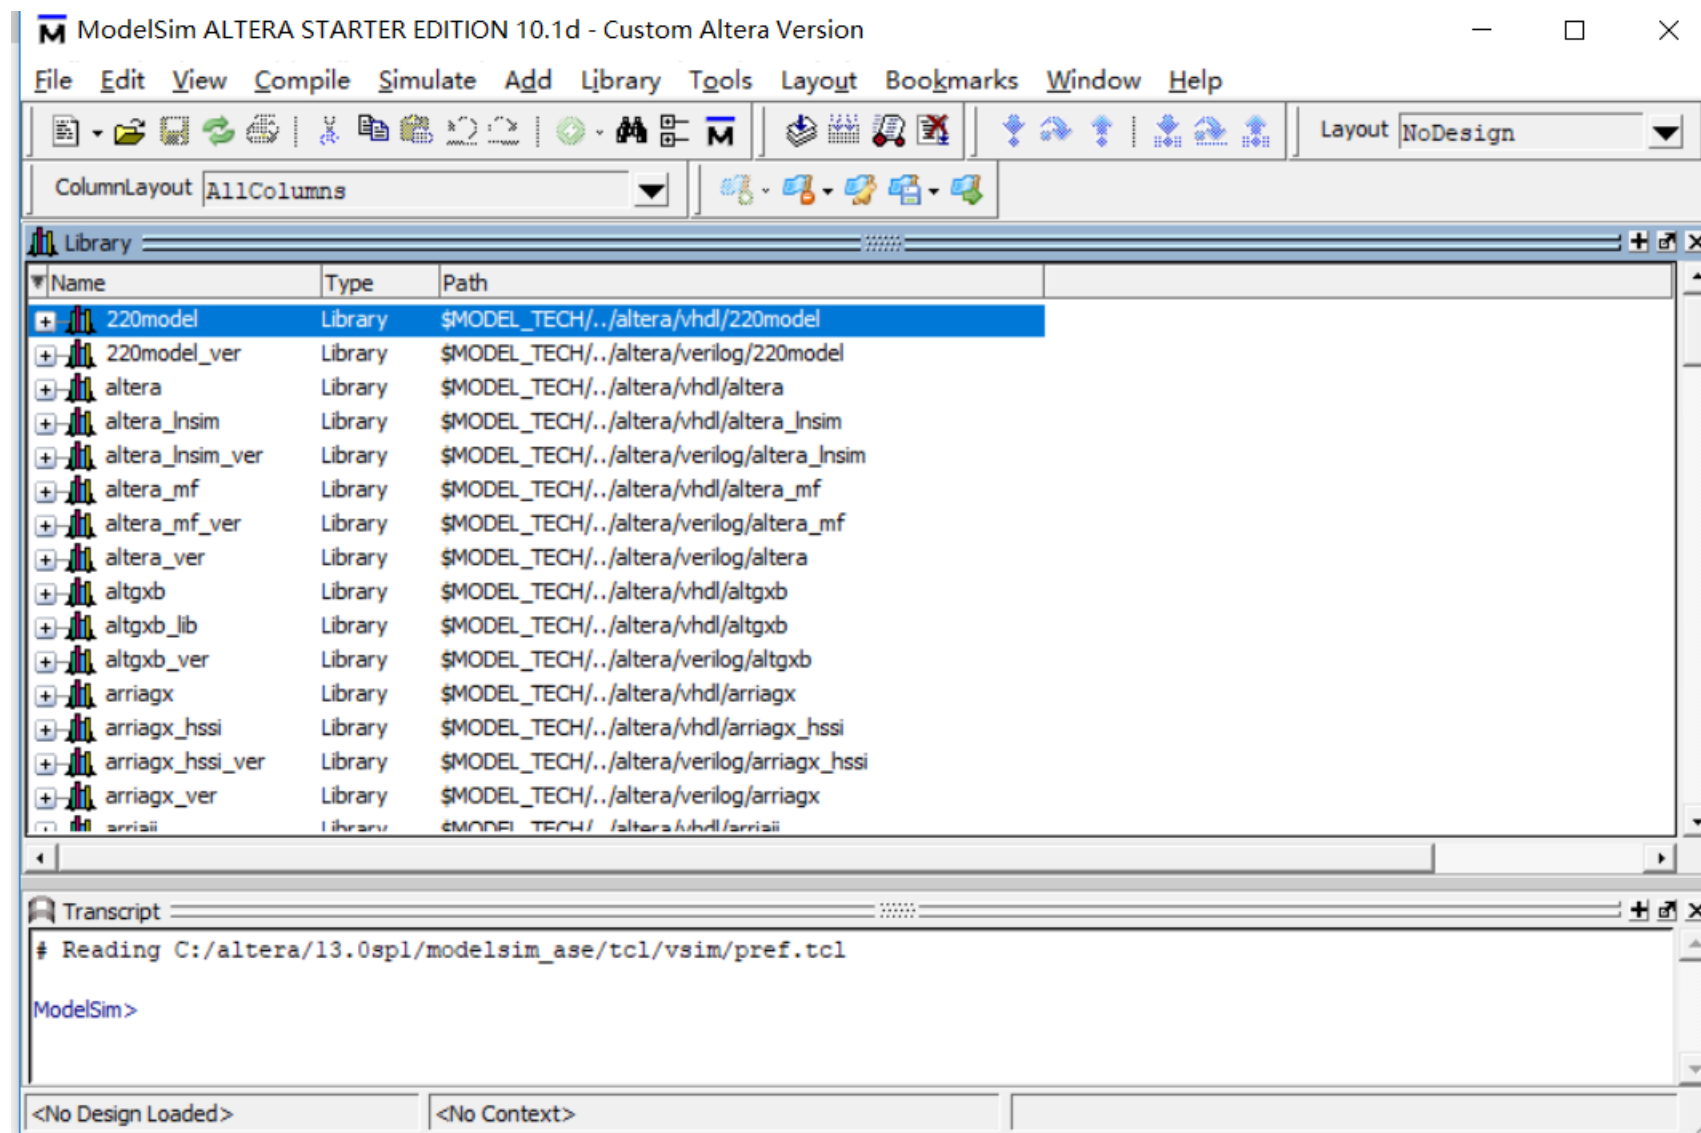 ModelSim ALTERA STARTER EDITION 10.1d - Custom Altera Version
File Edit View Compile Simulate Add Library Tools Layout Bookmarks Window Help
Layout NoDesign
ColumnLayout AllColumns
Library
Name Type Path
220model Library $MODEL_TECH/../altera/vhdl/220model
220model_ver Library $MODEL_TECH/../altera/verilog/220model
altera Library $MODEL_TECH/../altera/vhdl/altera
altera_lnsim Library $MODEL_TECH/../altera/vhdl/altera_lnsim
altera_lnsim_ver Library $MODEL_TECH/../altera/verilog/altera_lnsim
altera_mf Library $MODEL_TECH/../altera/vhdl/altera_mf
altera_mf_ver Library $MODEL_TECH/../altera/verilog/altera_mf
altera_ver Library $MODEL_TECH/../altera/verilog/altera
altgxb Library $MODEL_TECH/../altera/vhdl/altgxb
altgxb_lib Library $MODEL_TECH/../altera/vhdl/altgxb
altgxb_ver Library $MODEL_TECH/../altera/verilog/altgxb
arriagx Library $MODEL_TECH/../altera/vhdl/arriagx
arriagx_hssi Library $MODEL_TECH/../altera/vhdl/arriagx_hssi
arriagx_hssi_ver Library $MODEL_TECH/../altera/verilog/arriagx_hssi
arriagx_ver Library $MODEL_TECH/../altera/verilog/arriagx
arriaii Library $MODEL_TECH/../altera/vhdl/arriaii
Transcript
# Reading C:/altera/13.0sp1/modelsim_ase/tcl/vsim/pref.tcl
ModelSim>
<No Design Loaded> <No Context>